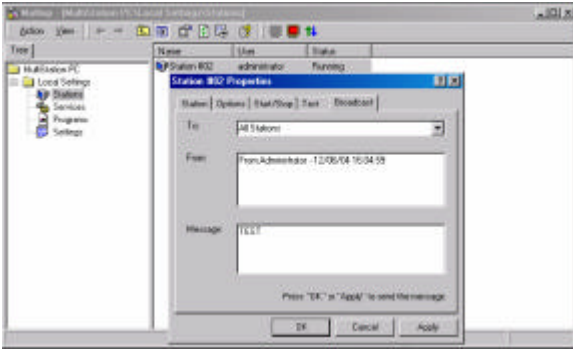 [MultiStation PC\Local Settings\Stations]
Action View
Tree
Name User Status
MultiStation PC
Local Settings
Stations
Services
Programs
Settings
Station #02 administrator Running
Station #02 Properties
Station Options Start/Stop Text Broadcast
To: All Stations
From: From:Administrator - 12/06/04 16:04:59
Message: TEST
Press "OK" or "Apply" to send the message
OK Cancel Apply